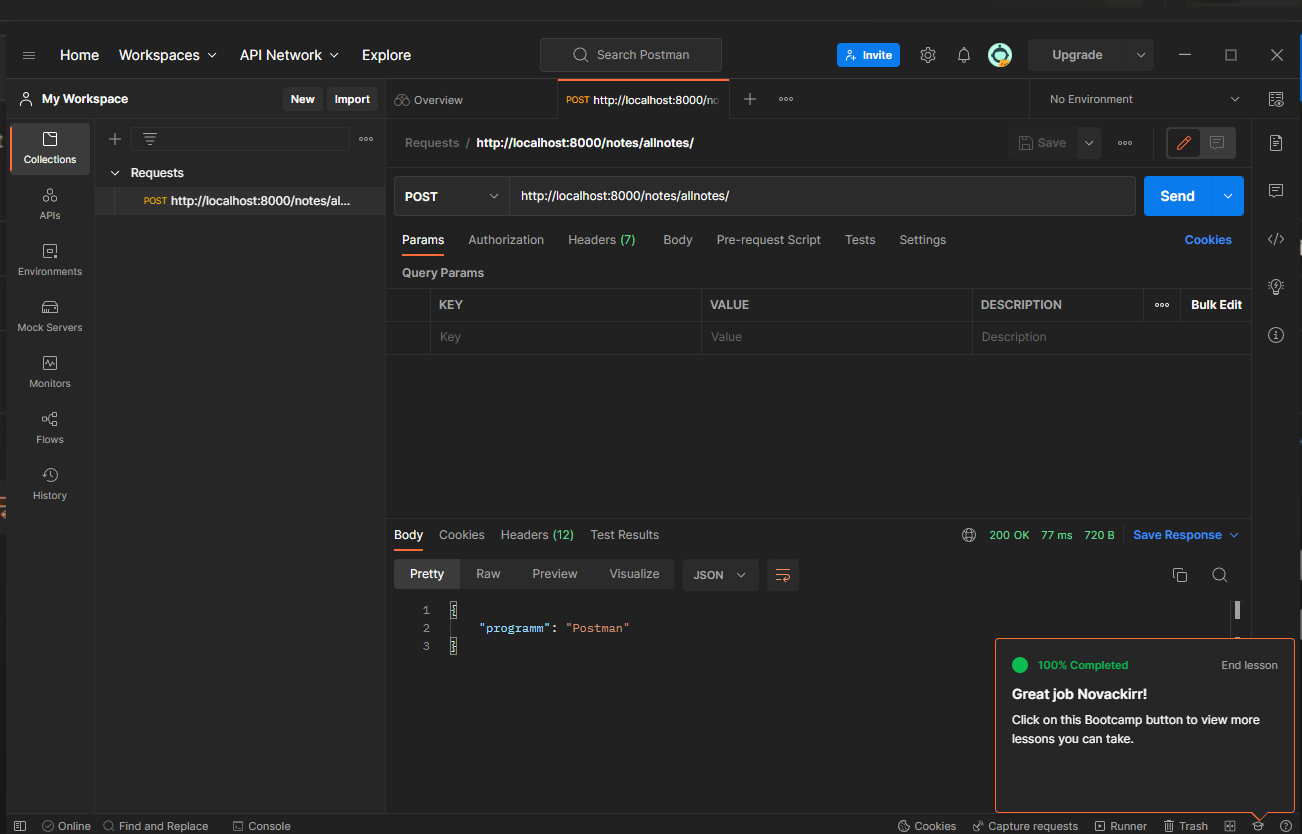 Home Workspaces API Network Explore Search Postman Invite Upgrade
My Workspace New Import Overview POST http://localhost:8000/no No Environment
Collections
APIs
Environments
Mock Servers
Monitors
Flows
History
Requests
POST http://localhost:8000/notes/al...
Requests / http://localhost:8000/notes/allnotes/ Save
POST http://localhost:8000/notes/allnotes/ Send
Params Authorization Headers (7) Body Pre-request Script Tests Settings Cookies
Query Params
KEY VALUE DESCRIPTION Bulk Edit
Key Value Description
Body Cookies Headers (12) Test Results 200 OK 77 ms 720 B Save Response
Pretty Raw Preview Visualize JSON
1 {
2 "programm": "Postman"
3 }
100% Completed End lesson
Great job Novackirr!
Click on this Bootcamp button to view more
lessons you can take.
Online Find and Replace Console Cookies Capture requests Runner Trash